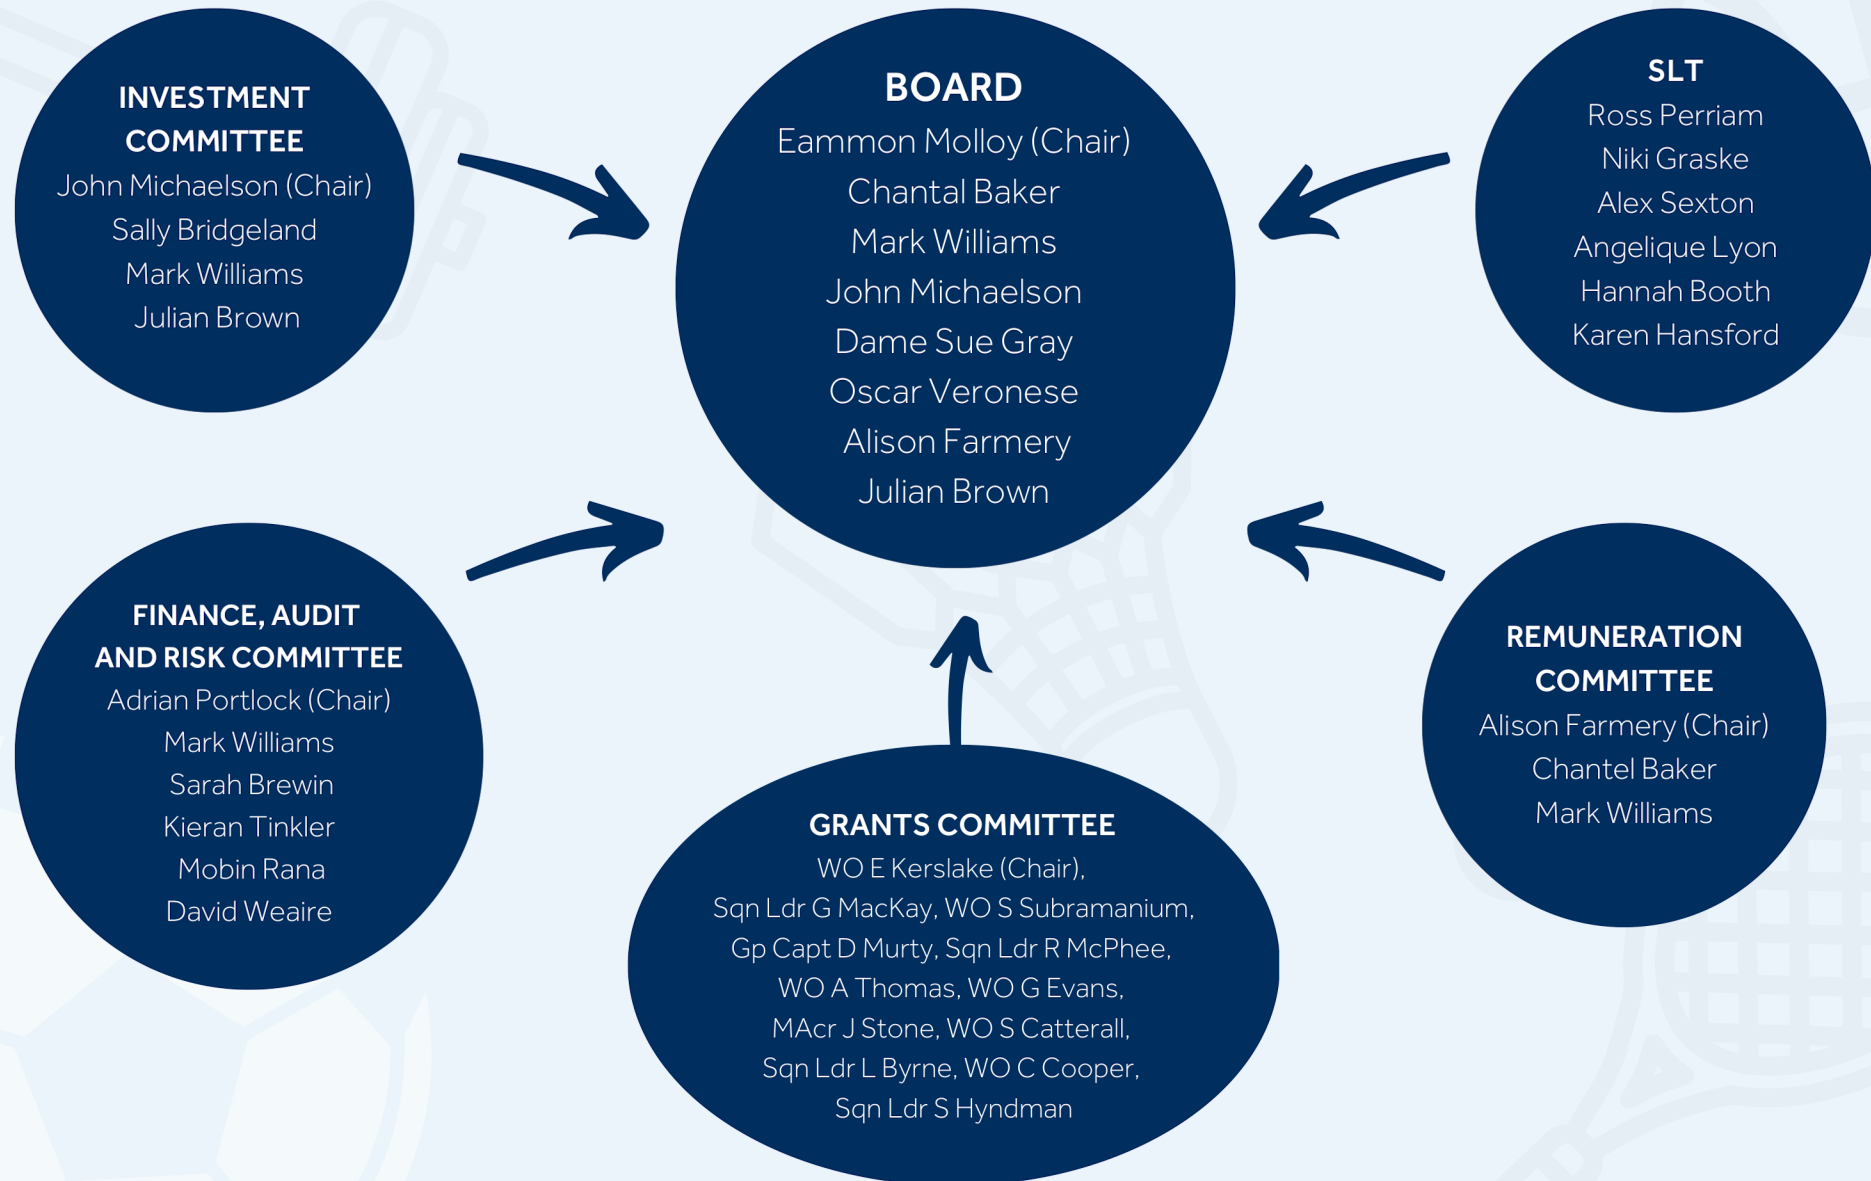 INVESTMENT
COMMITTEE
John Michaelson (Chair)
Sally Bridgeland
Mark Williams
Julian Brown
BOARD
Eammon Molloy (Chair)
Chantal Baker
Mark Williams
John Michaelson
Dame Sue Gray
Oscar Veronese
Alison Farmery
Julian Brown
SLT
Ross Perriam
Niki Graske
Alex Sexton
Angelique Lyon
Hannah Booth
Karen Hansford
FINANCE, AUDIT
AND RISK COMMITTEE
Adrian Portlock (Chair)
Mark Williams
Sarah Brewin
Kieran Tinkler
Mobin Rana
David Weaire
GRANTS COMMITTEE
WO E Kerslake (Chair),
Sqn Ldr G MacKay, WO S Subramanium,
Gp Capt D Murty, Sqn Ldr R McPhee,
WO A Thomas, WO G Evans,
MAcr J Stone, WO S Catterall,
Sqn Ldr L Byrne, WO C Cooper,
Sqn Ldr S Hyndman
REMUNERATION
COMMITTEE
Alison Farmery (Chair)
Chantel Baker
Mark Williams